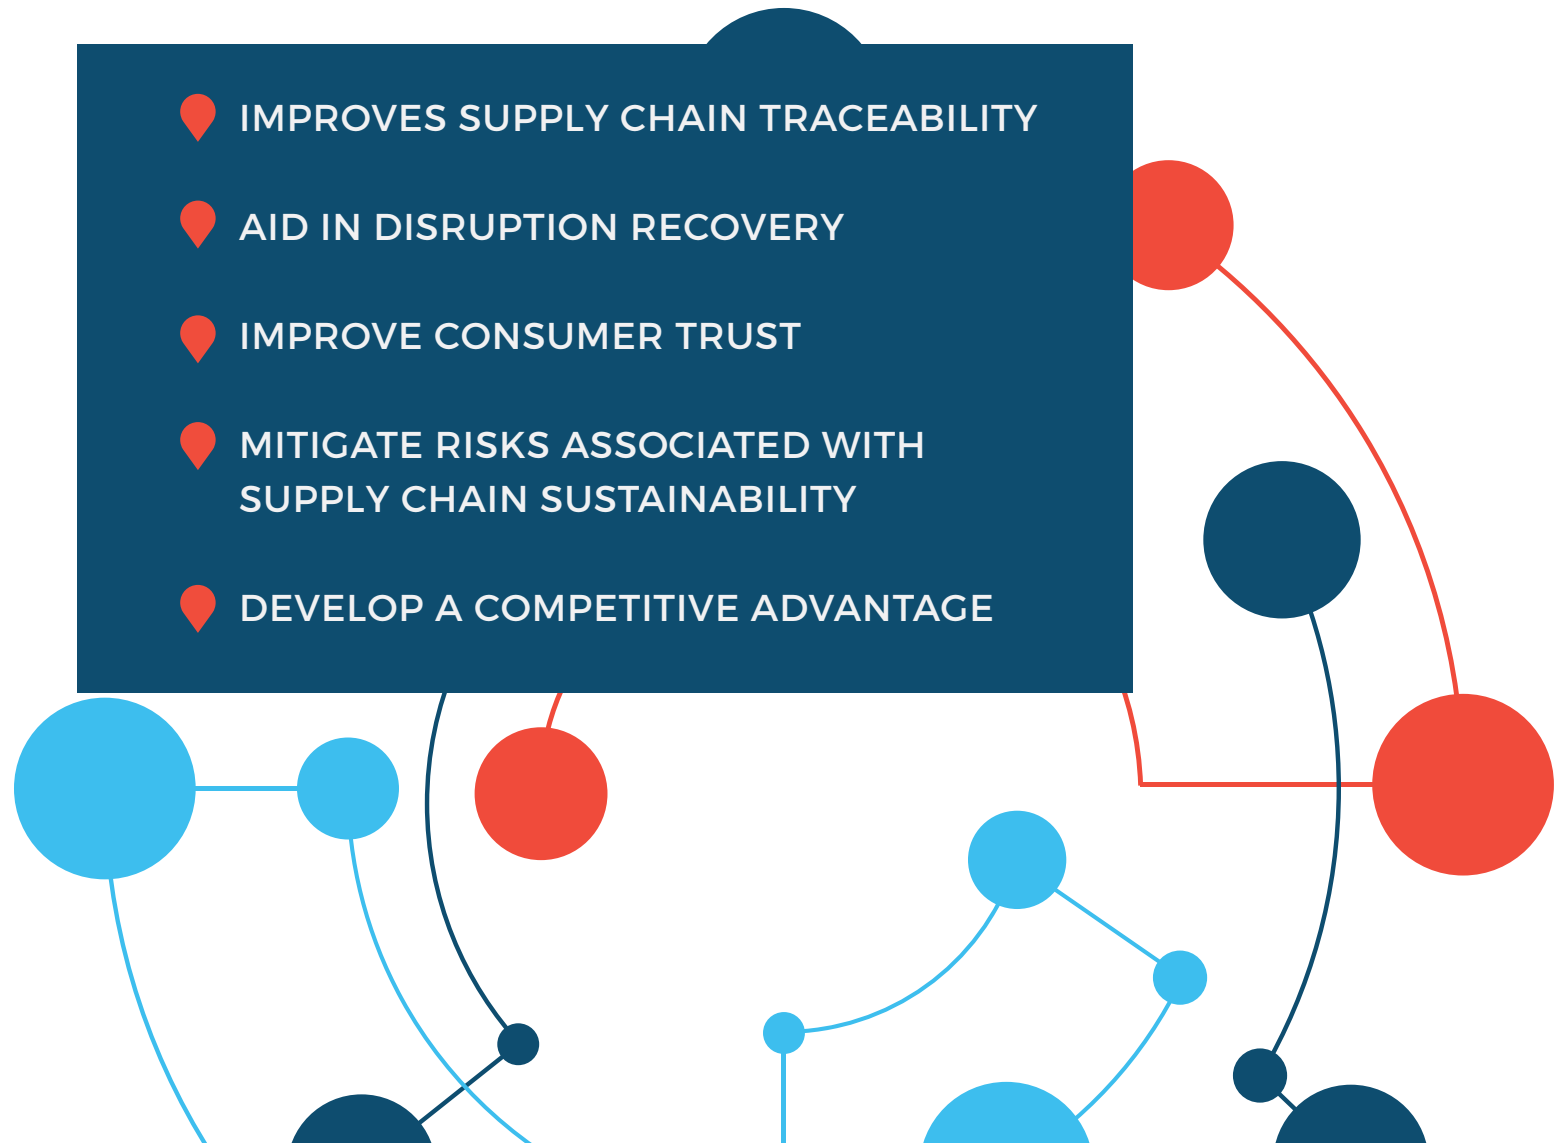 IMPROVES SUPPLY CHAIN TRACEABILITY
AID IN DISRUPTION RECOVERY
IMPROVE CONSUMER TRUST
MITIGATE RISKS ASSOCIATED WITH
SUPPLY CHAIN SUSTAINABILITY
DEVELOP A COMPETITIVE ADVANTAGE